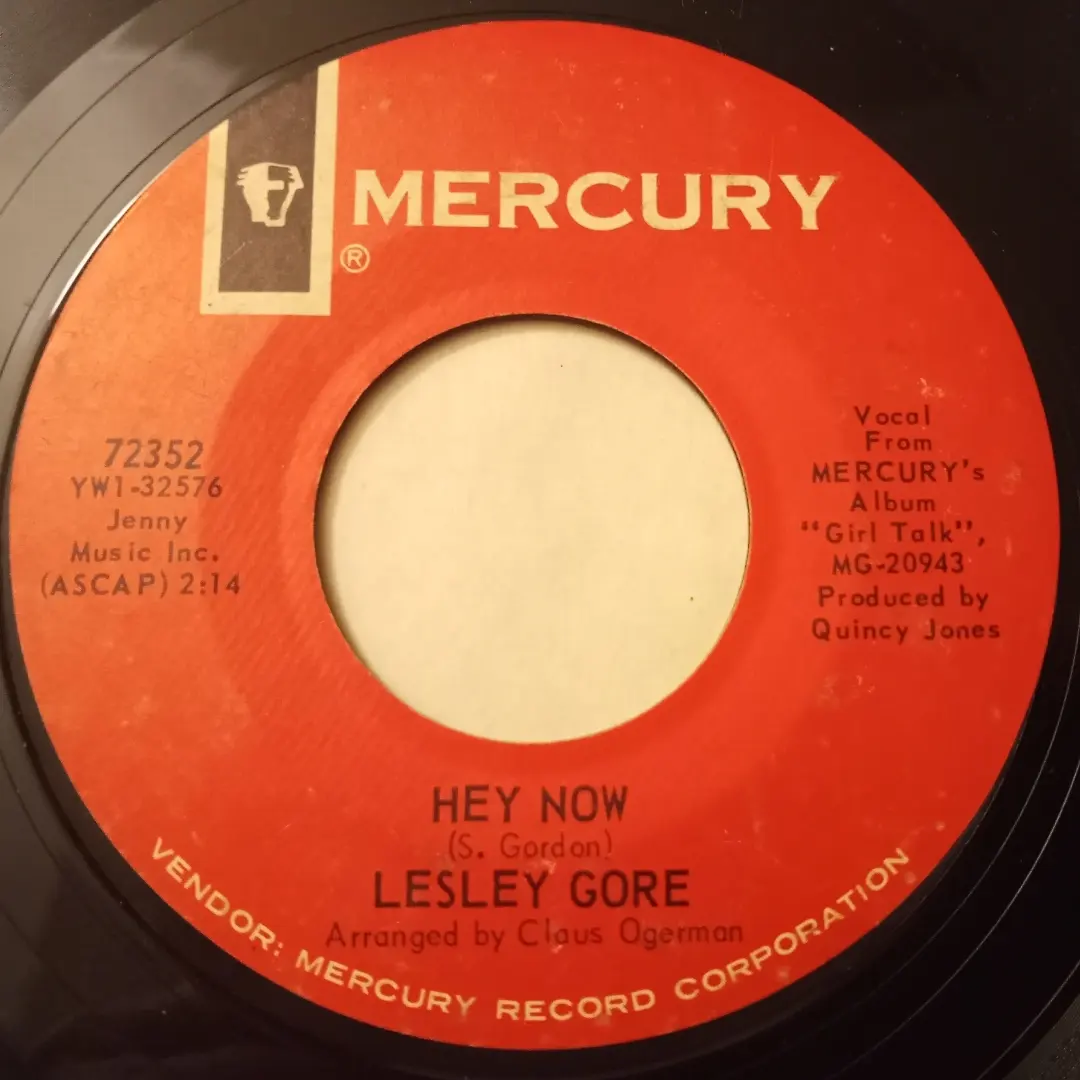 MERCURY
®
72352
YW1-32576
Jenny
Music Inc.
(ASCAP) 2:14
Vocal
From
MERCURY's
Album
"Girl Talk",
MG-20943
Produced by
Quincy Jones
HEY NOW
(S. Gordon)
LESLEY GORE
Arranged by Claus Ogerman
VENDOR: MERCURY RECORD CORPORATION